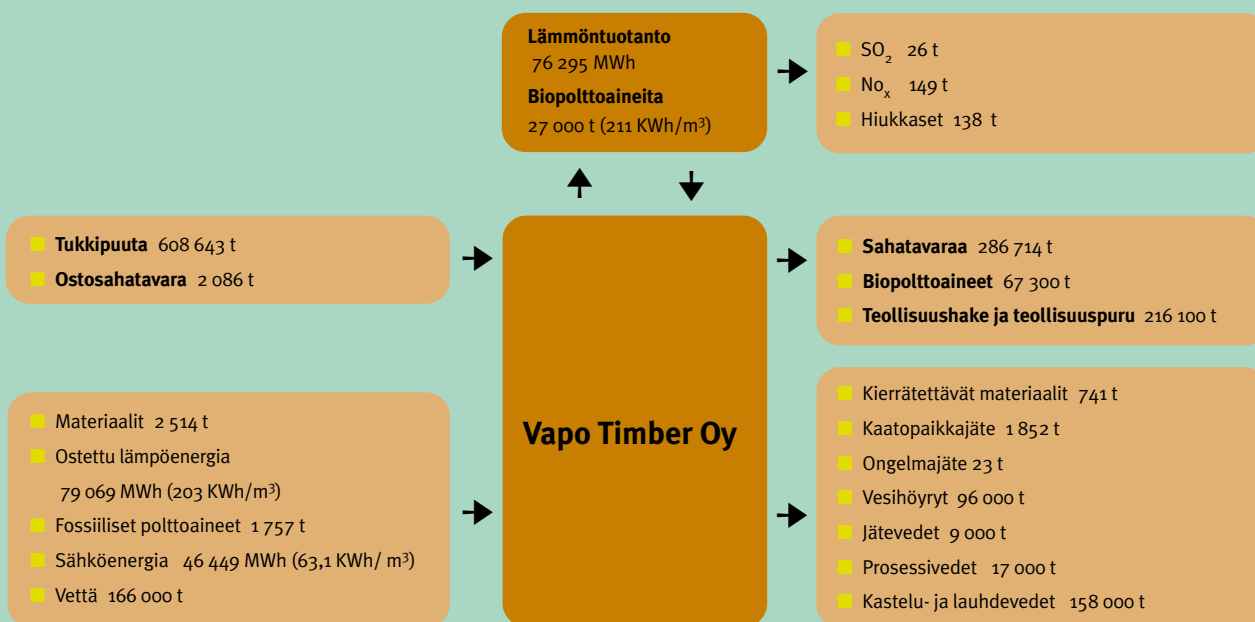 Lämmöntuotanto
76 295 MWh
Biopolttoaineita
27 000 t (211 KWh/m³)
SO₂ 26 t
Noₓ 149 t
Hiukkaset 138 t
Tukkipuuta 608 643 t
Ostosahatavara 2 086 t
Sahatavaraa 286 714 t
Biopolttoaineet 67 300 t
Teollisuushake ja teollisuuspuru 216 100 t
Materiaalit 2 514 t
Ostettu lämpöenergia
79 069 MWh (203 KWh/m³)
Fossiiliset polttoaineet 1 757 t
Sähköenergia 46 449 MWh (63,1 KWh/ m³)
Vettä 166 000 t
Vapo Timber Oy
Kierrätettävät materiaalit 741 t
Kaatopaikkajäte 1 852 t
Ongelmajäte 23 t
Vesihöyryt 96 000 t
Jätevedet 9 000 t
Prosessivedet 17 000 t
Kastelu- ja lauhdevedet 158 000 t